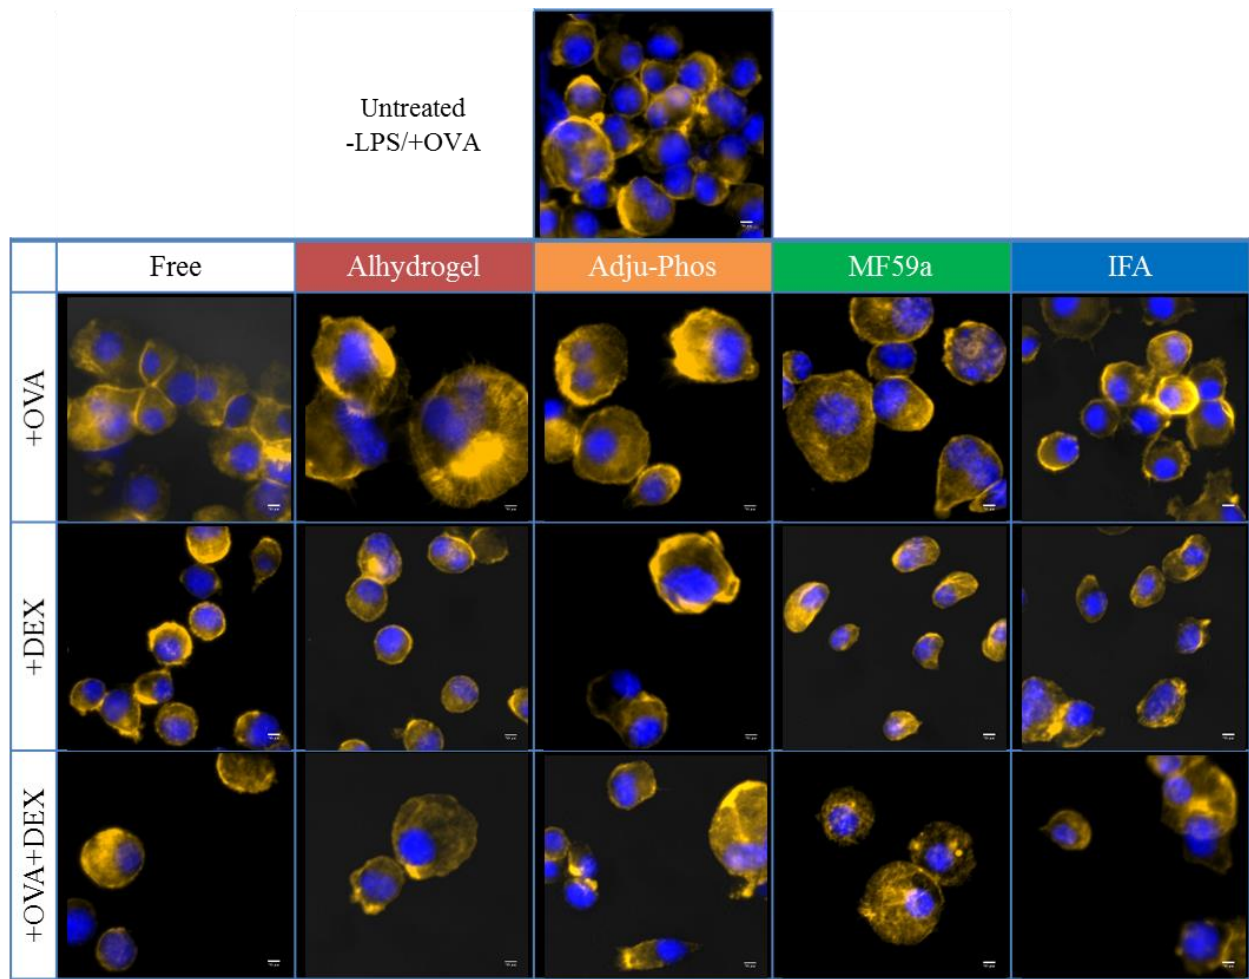 Untreated
-LPS/+OVA
Free
Alhydrogel
Adju-Phos
MF59a
IFA
+OVA
+DEX
+OVA+DEX